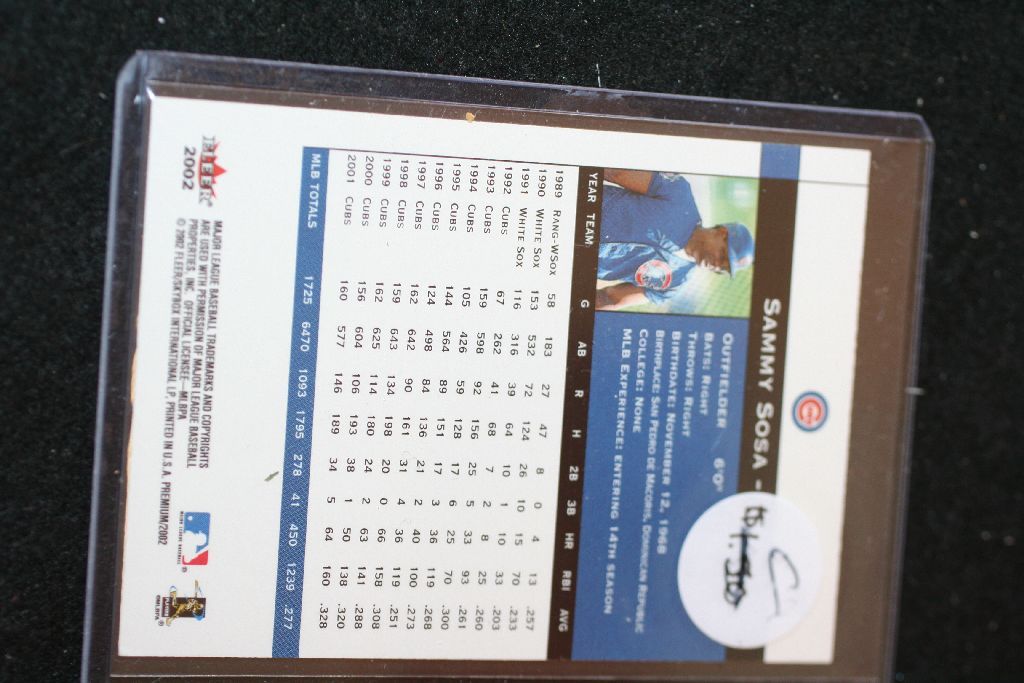 SAMMY SOSA -
$1.50
OUTFIELDER 6'0"
BATS: RIGHT
THROWS: RIGHT
BIRTHDATE: NOVEMBER 12, 1968
BIRTHPLACE: SAN PEDRO DE MACORIS, DOMINICAN REPUBLIC
COLLEGE: NONE
MLB EXPERIENCE: ENTERING 14TH SEASON
YEAR TEAM G AB R H 2B 3B HR RBI AVG
1989 RANG-WSOX 58 183 27 47 8 0 4 13 .257
1990 WHITE SOX 153 532 72 124 26 10 15 70 .233
1991 WHITE SOX 116 316 39 64 10 1 10 33 .203
1992 CUBS 67 262 41 68 7 2 8 25 .260
1993 CUBS 159 598 92 156 25 5 33 93 .261
1994 CUBS 105 426 59 128 17 6 25 70 .300
1995 CUBS 144 564 89 151 17 3 36 119 .268
1996 CUBS 124 498 84 136 21 2 40 100 .273
1997 CUBS 162 642 90 161 31 4 36 119 .251
1998 CUBS 159 643 134 198 20 0 66 158 .308
1999 CUBS 162 625 114 180 24 2 63 141 .288
2000 CUBS 156 604 106 193 38 1 50 138 .320
2001 CUBS 160 577 146 189 34 5 64 160 .328
MLB TOTALS 1725 6470 1093 1795 278 41 450 1239 .277
FLEER
2002
MAJOR LEAGUE BASEBALL TRADEMARKS AND COPYRIGHTS
ARE USED WITH PERMISSION OF MAJOR LEAGUE BASEBALL
PROPERTIES, INC. OFFICIAL LICENSEE—MLBPA
© 2002 FLEER/SKYBOX INTERNATIONAL LP, PRINTED IN U.S.A. PREMIUM/2002